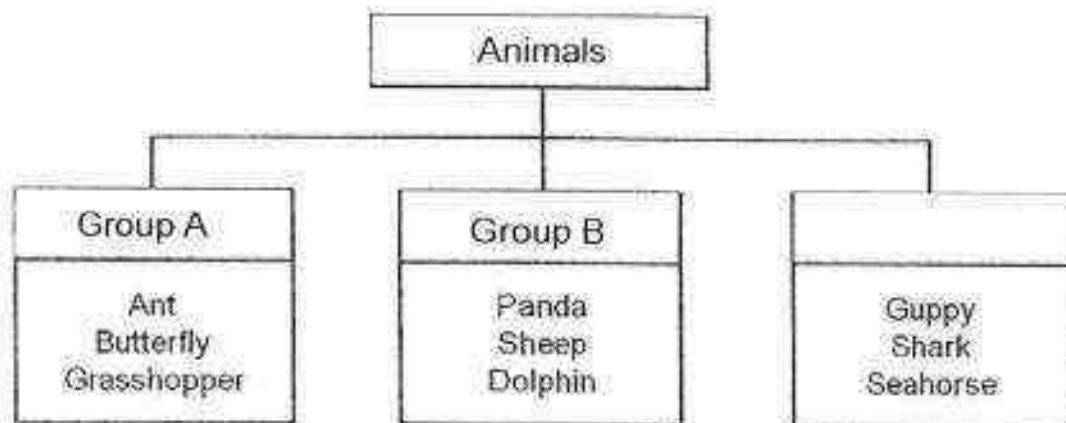 Animals
Group A
Ant
Butterfly
Grasshopper
Group B
Panda
Sheep
Dolphin
Guppy
Shark
Seahorse